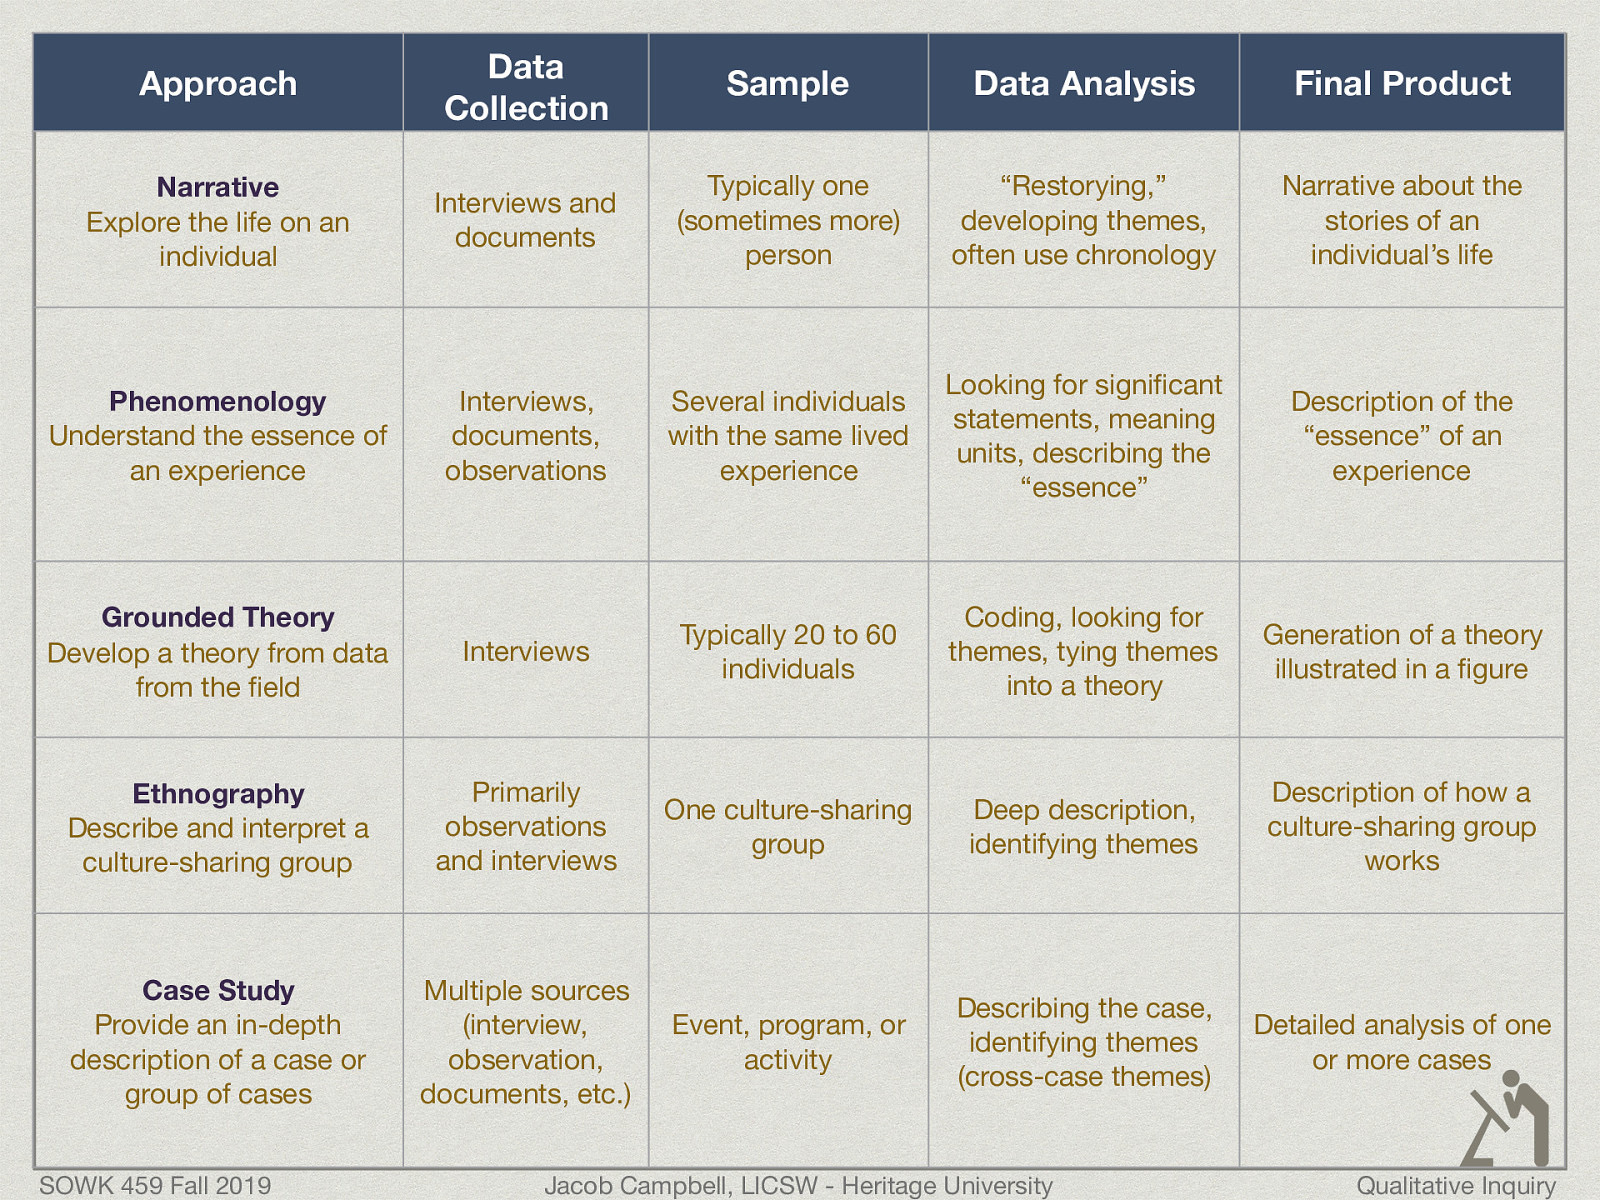 Approach
Data
Collection
Sample
Data Analysis
Final Product
Narrative
Explore the life on an
individual
Interviews and
documents
Typically one
(sometimes more)
person
“Restorying,”
developing themes,
often use chronology
Narrative about the
stories of an
individual’s life
Phenomenology
Understand the essence of
an experience
Interviews,
documents,
observations
Several individuals
with the same lived
experience
Looking for significant
statements, meaning
units, describing the
“essence”
Description of the
“essence” of an
experience
Grounded Theory
Develop a theory from data
from the field
Interviews
Typically 20 to 60
individuals
Coding, looking for
themes, tying themes
into a theory
Generation of a theory
illustrated in a figure
Ethnography
Describe and interpret a
culture-sharing group
Primarily
observations
and interviews
One culture-sharing
group
Deep description,
identifying themes
Description of how a
culture-sharing group
works
Case Study
Provide an in-depth
description of a case or
group of cases
Multiple sources
(interview,
observation,
documents, etc.)
Event, program, or
activity
Describing the case,
identifying themes
(cross-case themes)
Detailed analysis of one
or more cases
SOWK 459 Fall 2019
Jacob Campbell, LICSW - Heritage University
Qualitative Inquiry